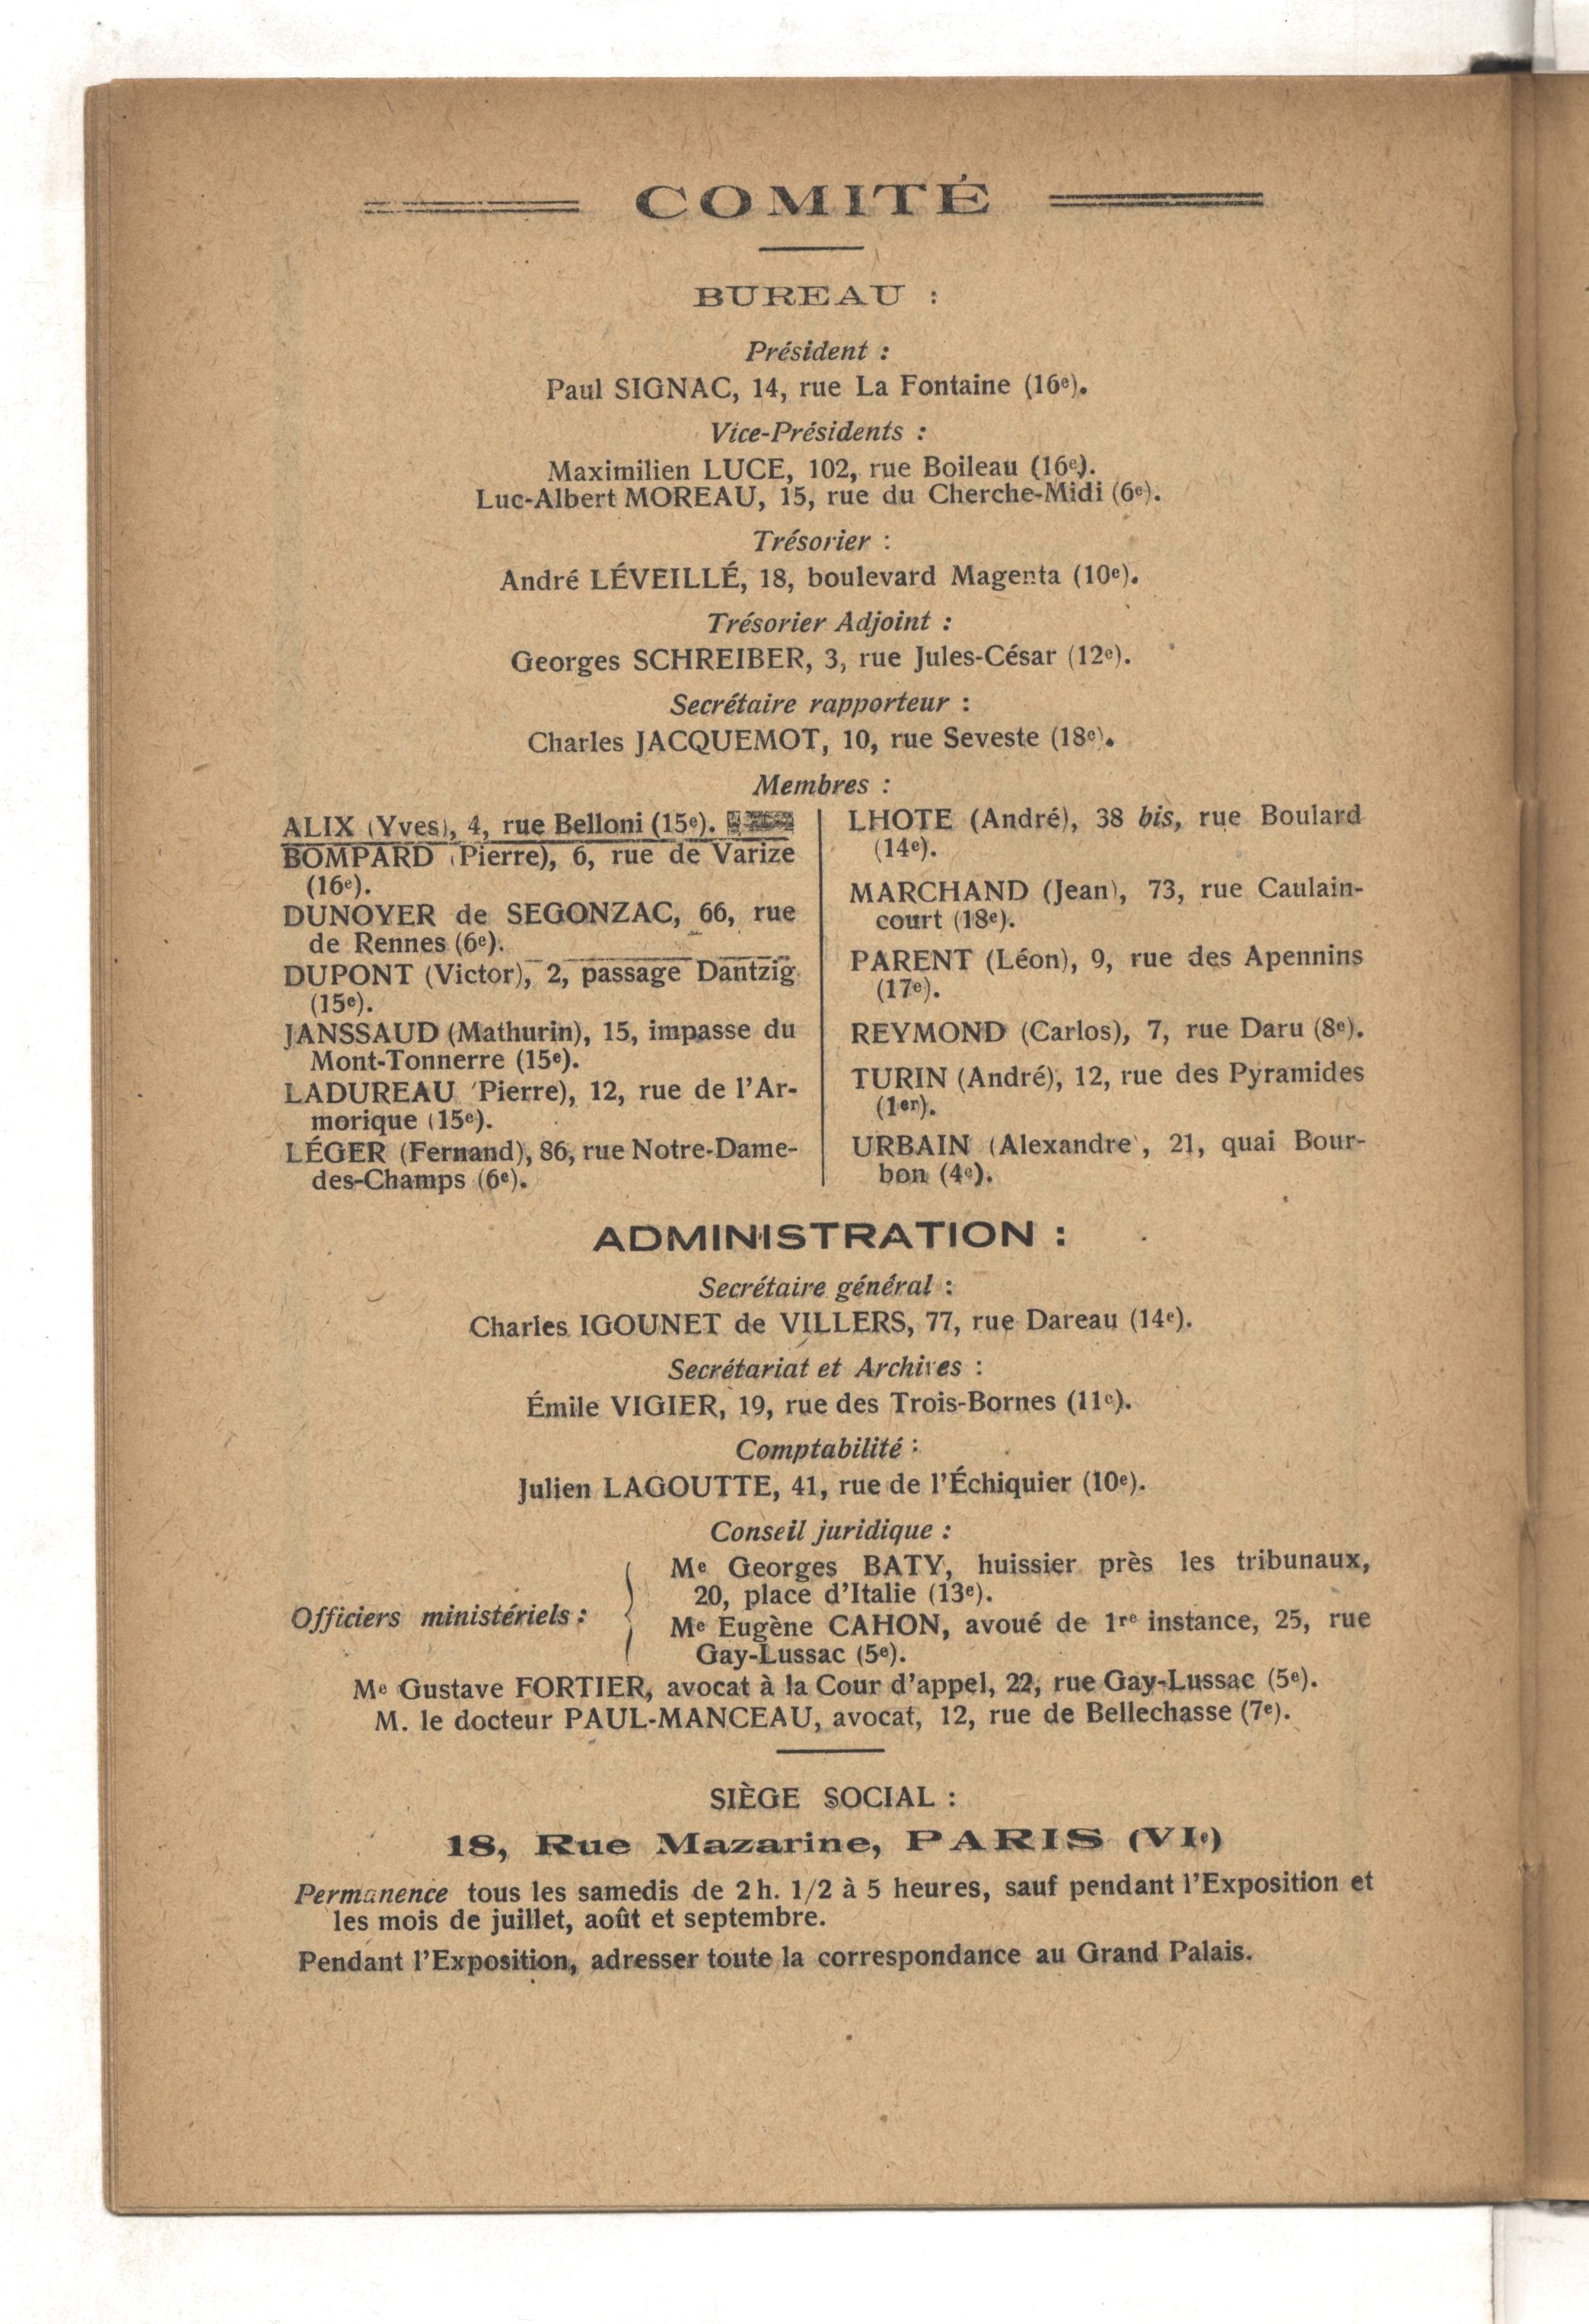 COMITÉ
BUREAU :
Président :
Paul SIGNAC, 14, rue La Fontaine (16e).
Vice-Présidents :
Maximilien LUCE, 102, rue Boileau (16e).
Luc-Albert MOREAU, 15, rue du Cherche-Midi (6e).
Trésorier :
André LÉVEILLÉ, 18, boulevard Magenta (10e).
Trésorier Adjoint :
Georges SCHREIBER, 3, rue Jules-César (12e).
Secrétaire rapporteur :
Charles JACQUEMOT, 10, rue Seveste (18e).
Membres :
ALIX (Yves), 4, rue Belloni (15e).
BOMPARD (Pierre), 6, rue de Varize
(16e).
DUNOYER de SEGONZAC, 66, rue
de Rennes (6e).
DUPONT (Victor), 2, passage Dantzig
(15e).
JANSSAUD (Mathurin), 15, impasse du
Mont-Tonnerre (15e).
LADUREAU (Pierre), 12, rue de l'Ar-
morique (15e).
LÉGER (Fernand), 86, rue Notre-Dame-
des-Champs (6e).
LHOTE (André), 38 bis, rue Boulard
(14e).
MARCHAND (Jean), 73, rue Caulain-
court (18e).
PARENT (Léon), 9, rue des Apennins
(17e).
REYMOND (Carlos), 7, rue Daru (8e).
TURIN (André), 12, rue des Pyramides
(1er).
URBAIN (Alexandre), 21, quai Bour-
bon (4e).
ADMINISTRATION :
Secrétaire général :
Charles IGOUNET de VILLERS, 77, rue Dareau (14e).
Secrétariat et Archives :
Émile VIGIER, 19, rue des Trois-Bornes (11e).
Comptabilité :
Julien LAGOUTTE, 41, rue de l'Échiquier (10e).
Conseil juridique :
Officiers ministériels :
Me Georges BATY, huissier près les tribunaux,
20, place d'Italie (13e).
Me Eugène CAHON, avoué de 1re instance, 25, rue
Gay-Lussac (5e).
Me Gustave FORTIER, avocat à la Cour d'appel, 22, rue Gay-Lussac (5e).
M. le docteur PAUL-MANCEAU, avocat, 12, rue de Bellechasse (7e).
SIÈGE SOCIAL :
18, Rue Mazarine, PARIS (VIe)
Permanence tous les samedis de 2 h. 1/2 à 5 heures, sauf pendant l'Exposition et
les mois de juillet, août et septembre.
Pendant l'Exposition, adresser toute la correspondance au Grand Palais.